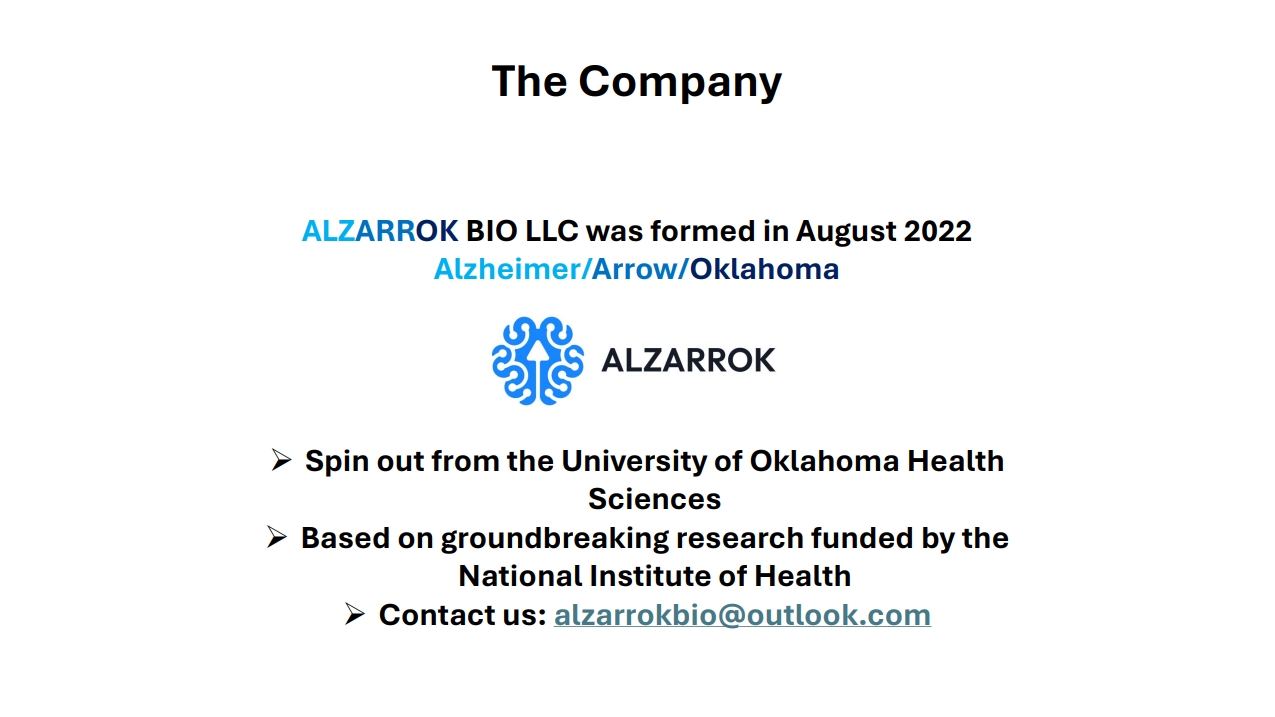 The Company
ALZARROK BIO LLC was formed in August 2022
Alzheimer/Arrow/Oklahoma
ALZARROK
➢ Spin out from the University of Oklahoma Health
Sciences
➢ Based on groundbreaking research funded by the
National Institute of Health
➢ Contact us: alzarrokbio@outlook.com